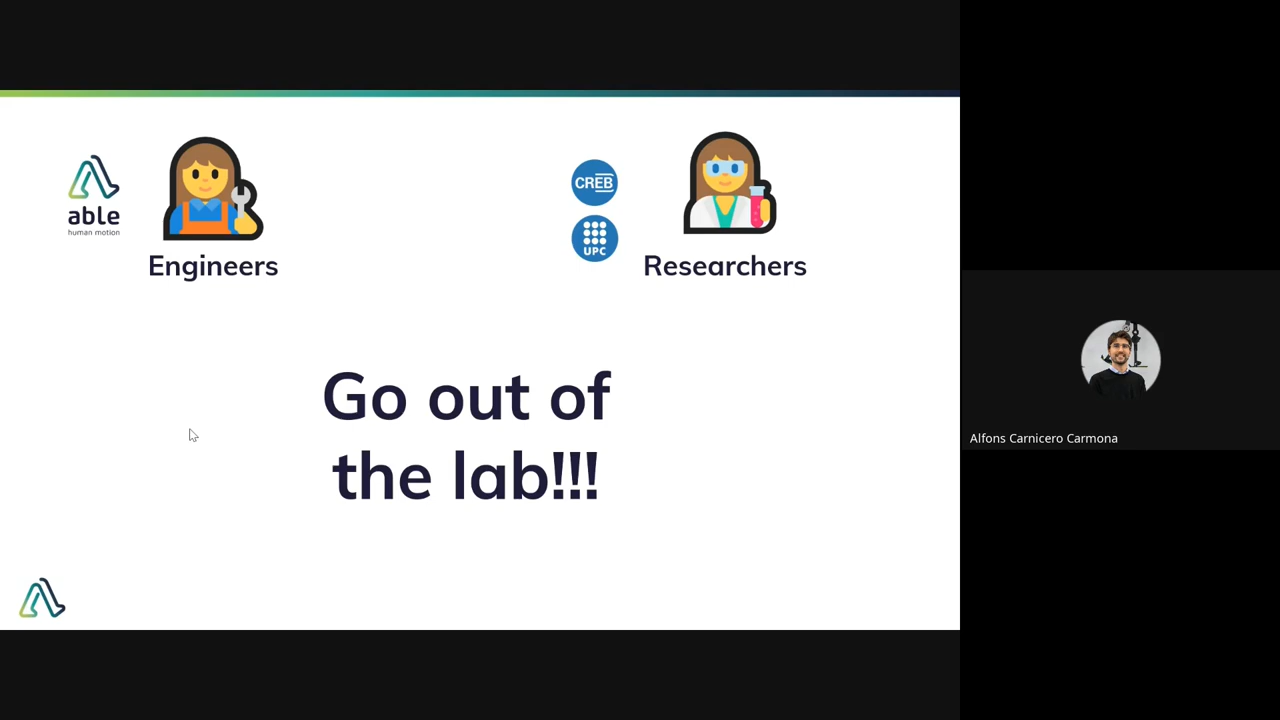 able
human motion
Engineers
CREB
UPC
Researchers
Go out of
the lab!!!
Alfons Carnicero Carmona